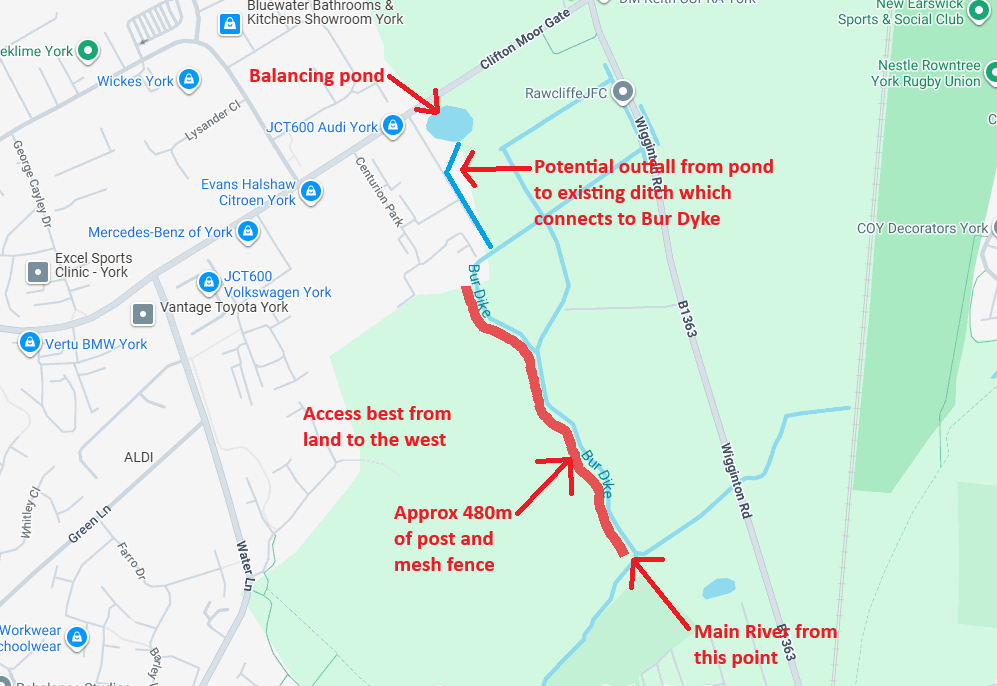 Bluewater Bathrooms &
Kitchens Showroom York
New Earswick
Sports & Social Club
eklime York
Wickes York
Clifton Moor Gate
Balancing pond
Nestle Rowntree
York Rugby Union
RawcliffeJFC
Lysander Cl
JCT600 Audi York
Wigginton Rd
George Cayley Dr
Centurion Park
Potential outfall from pond
to existing ditch which
connects to Bur Dyke
Evans Halshaw
Citroen York
Mercedes-Benz of York
COY Decorators York
Excel Sports
Clinic - York
JCT600
Volkswagen York
Bur Dike
Vantage Toyota York
B1363
Vertu BMW York
Access best from
land to the west
ALDI
Bur Dike
Wigginton Rd
Whitley Cl
Green Ln
Approx 480m
of post and
mesh fence
Farro Dr
Water Ln
Workwear
choolwear
Main River from
this point
B1363